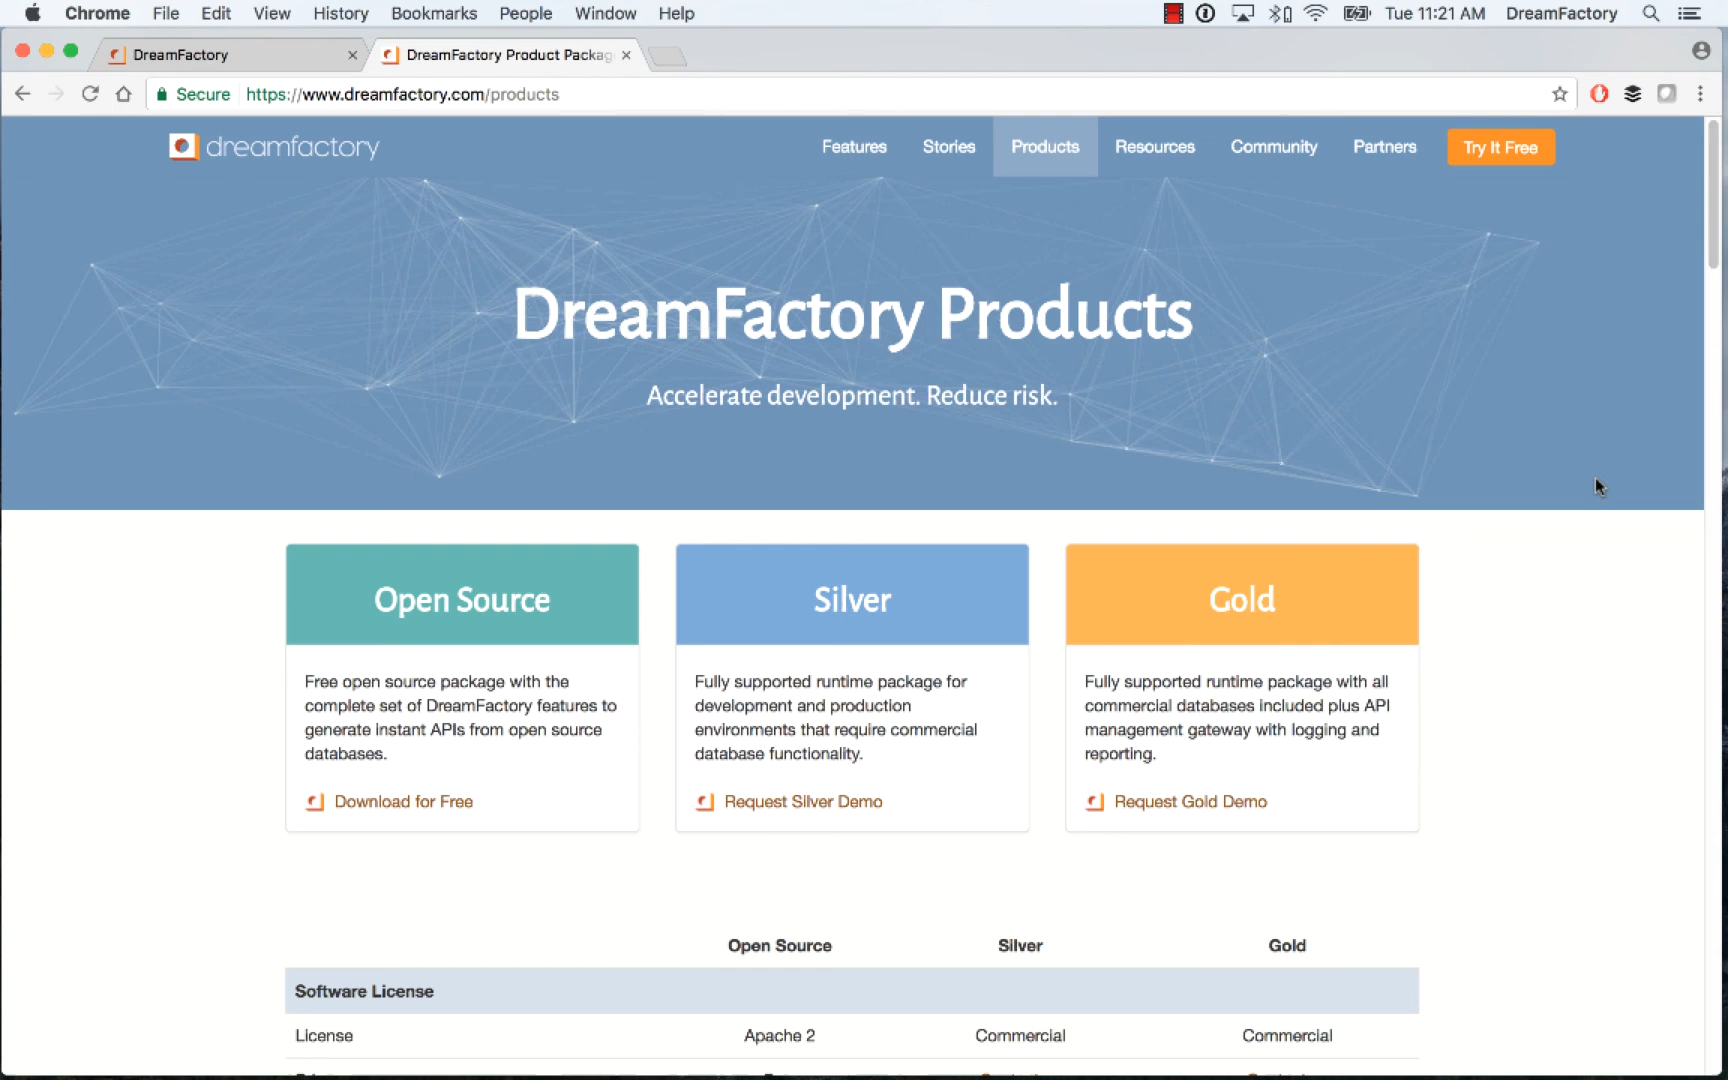 Chrome File Edit View History Bookmarks People Window Help Tue 11:21 AM DreamFactory
DreamFactory DreamFactory Product Packag
Secure https://www.dreamfactory.com/products
dreamfactory Features Stories Products Resources Community Partners Try It Free
DreamFactory Products
Accelerate development. Reduce risk.
Open Source
Free open source package with the
complete set of DreamFactory features to
generate instant APIs from open source
databases.
Download for Free
Silver
Fully supported runtime package for
development and production
environments that require commercial
database functionality.
Request Silver Demo
Gold
Fully supported runtime package with all
commercial databases included plus API
management gateway with logging and
reporting.
Request Gold Demo
Open Source Silver Gold
Software License
License Apache 2 Commercial Commercial